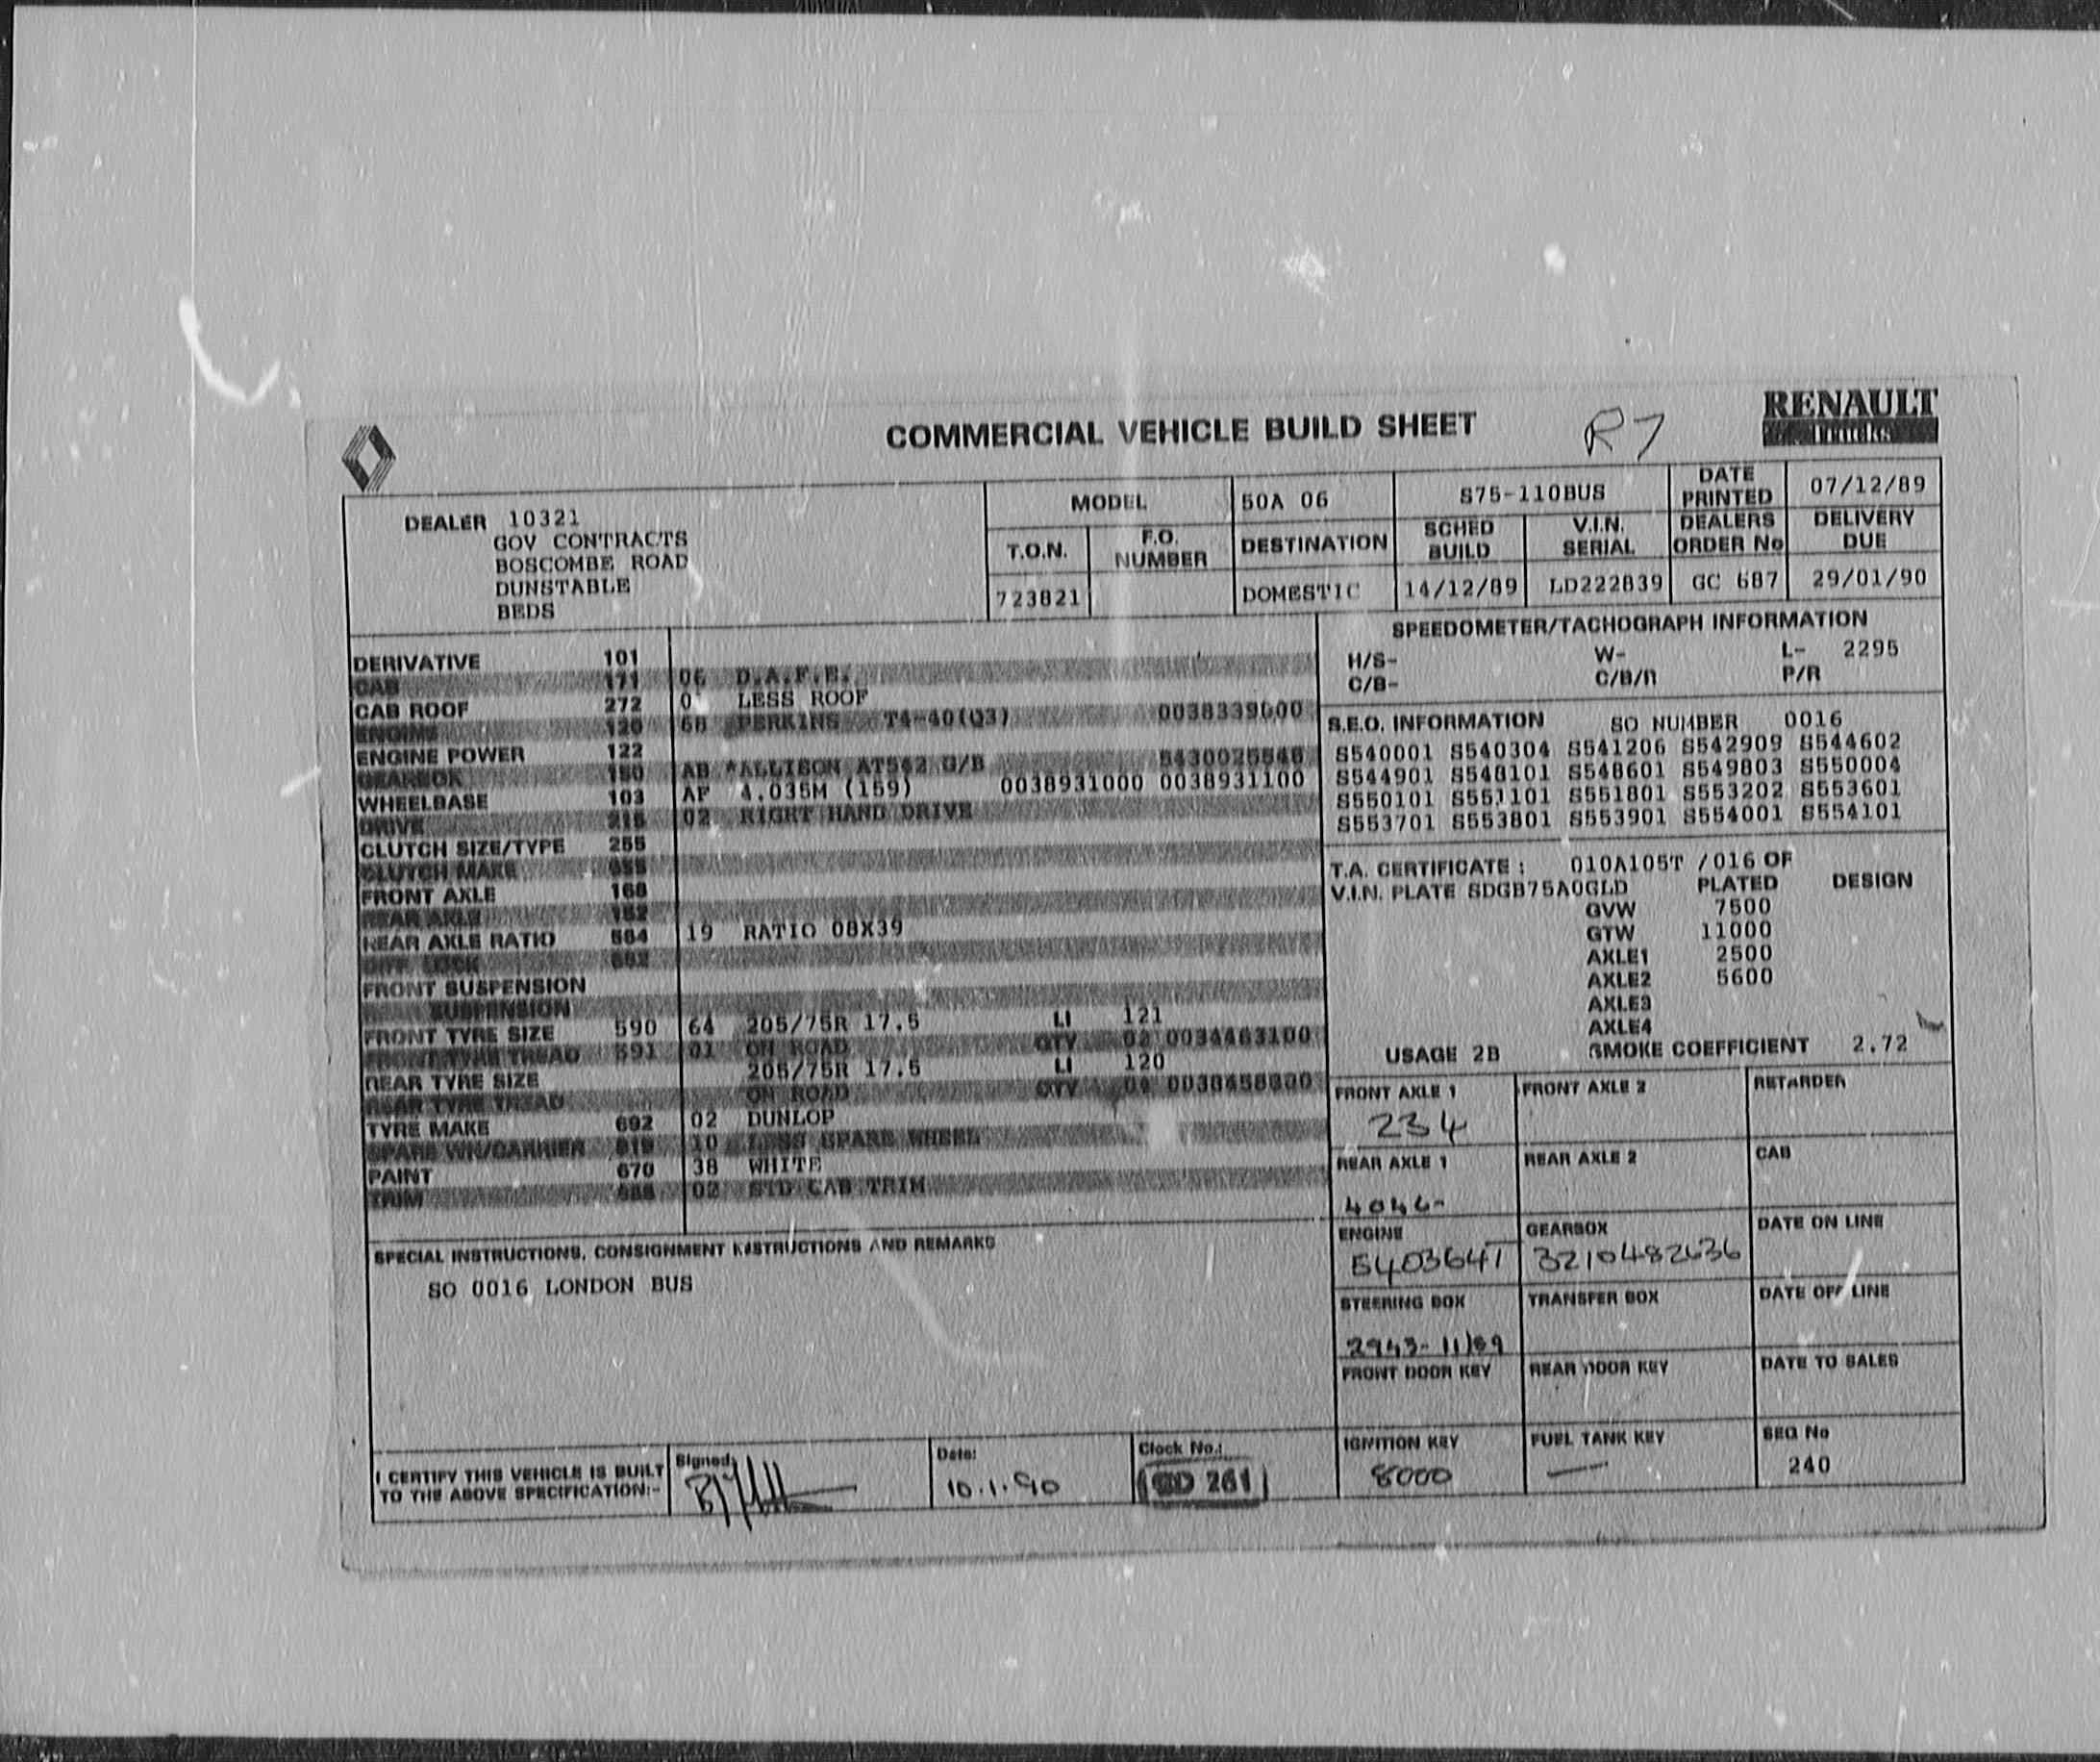 COMMERCIAL VEHICLE BUILD SHEET R7 RENAULT
Trucks
DEALER 10321
GOV CONTRACTS
BOSCOMBE ROAD
DUNSTABLE
BEDS
MODEL 50A 06 S75-110BUS DATE PRINTED 07/12/89
T.O.N. F.O. NUMBER DESTINATION SCHED BUILD V.I.N. SERIAL DEALERS ORDER No DELIVERY DUE
723821 DOMESTIC 14/12/89 LD222839 GC 687 29/01/90
DERIVATIVE 101
CAB 171 06 D.A.F.E.
CAB ROOF 272 0 LESS ROOF
ENGINE 120 6B PERKINS T4-40(Q3) 0038339000
ENGINE POWER 122
GEARBOX 150 AB *ALLISON AT542 G/B
WHEELBASE 103 AF 4.035M (159) 0038931000 0038931100
DRIVE 215 02 RIGHT HAND DRIVE
CLUTCH SIZE/TYPE 255
CLUTCH MAKE
FRONT AXLE 168
REAR AXLE 152
REAR AXLE RATIO 564 19 RATIO 08X39
DIFF LOCK
FRONT SUSPENSION
REAR SUSPENSION
FRONT TYRE SIZE 590 64 205/75R 17.5 LI 121
FRONT TYRE TREAD 591 01 ON ROAD QTY 02 0034463100
REAR TYRE SIZE 205/75R 17.5 LI 120
REAR TYRE TREAD ON ROAD QTY 04
TYRE MAKE 692 02 DUNLOP
SPARE WH/CARRIER 10 LESS SPARE WHEEL
PAINT 670 38 WHITE
TRIM 02 STD CAB TRIM
SPECIAL INSTRUCTIONS, CONSIGNMENT INSTRUCTIONS AND REMARKS
SO 0016 LONDON BUS
SPEEDOMETER/TACHOGRAPH INFORMATION
H/S- W- L- 2295
C/B- C/B/R P/R
S.E.O. INFORMATION SO NUMBER 0016
S540001 S540304 S541206 S542909 S544602
S544901 S548101 S548601 S549803 S550004
S550101 S551101 S551801 S553202 S553601
S553701 S553801 S553901 S554001 S554101
T.A. CERTIFICATE : 010A105T /016 OF
V.I.N. PLATE SDGB75A0GLD PLATED DESIGN
GVW 7500
GTW 11000
AXLE1 2500
AXLE2 5600
AXLE3
AXLE4
USAGE 2B SMOKE COEFFICIENT 2.72
FRONT AXLE 1 FRONT AXLE 2 RETARDER
234
REAR AXLE 1 REAR AXLE 2 CAB
4046-
ENGINE GEARBOX DATE ON LINE
540364T 3210482636
STEERING BOX TRANSFER BOX DATE OFF LINE
2943-11/89
FRONT DOOR KEY REAR DOOR KEY DATE TO SALES
IGNITION KEY FUEL TANK KEY SEQ No
8000 — 240
I CERTIFY THIS VEHICLE IS BUILT
TO THE ABOVE SPECIFICATION:-
Signed:
Date:
10.1.90
Clock No.:
261